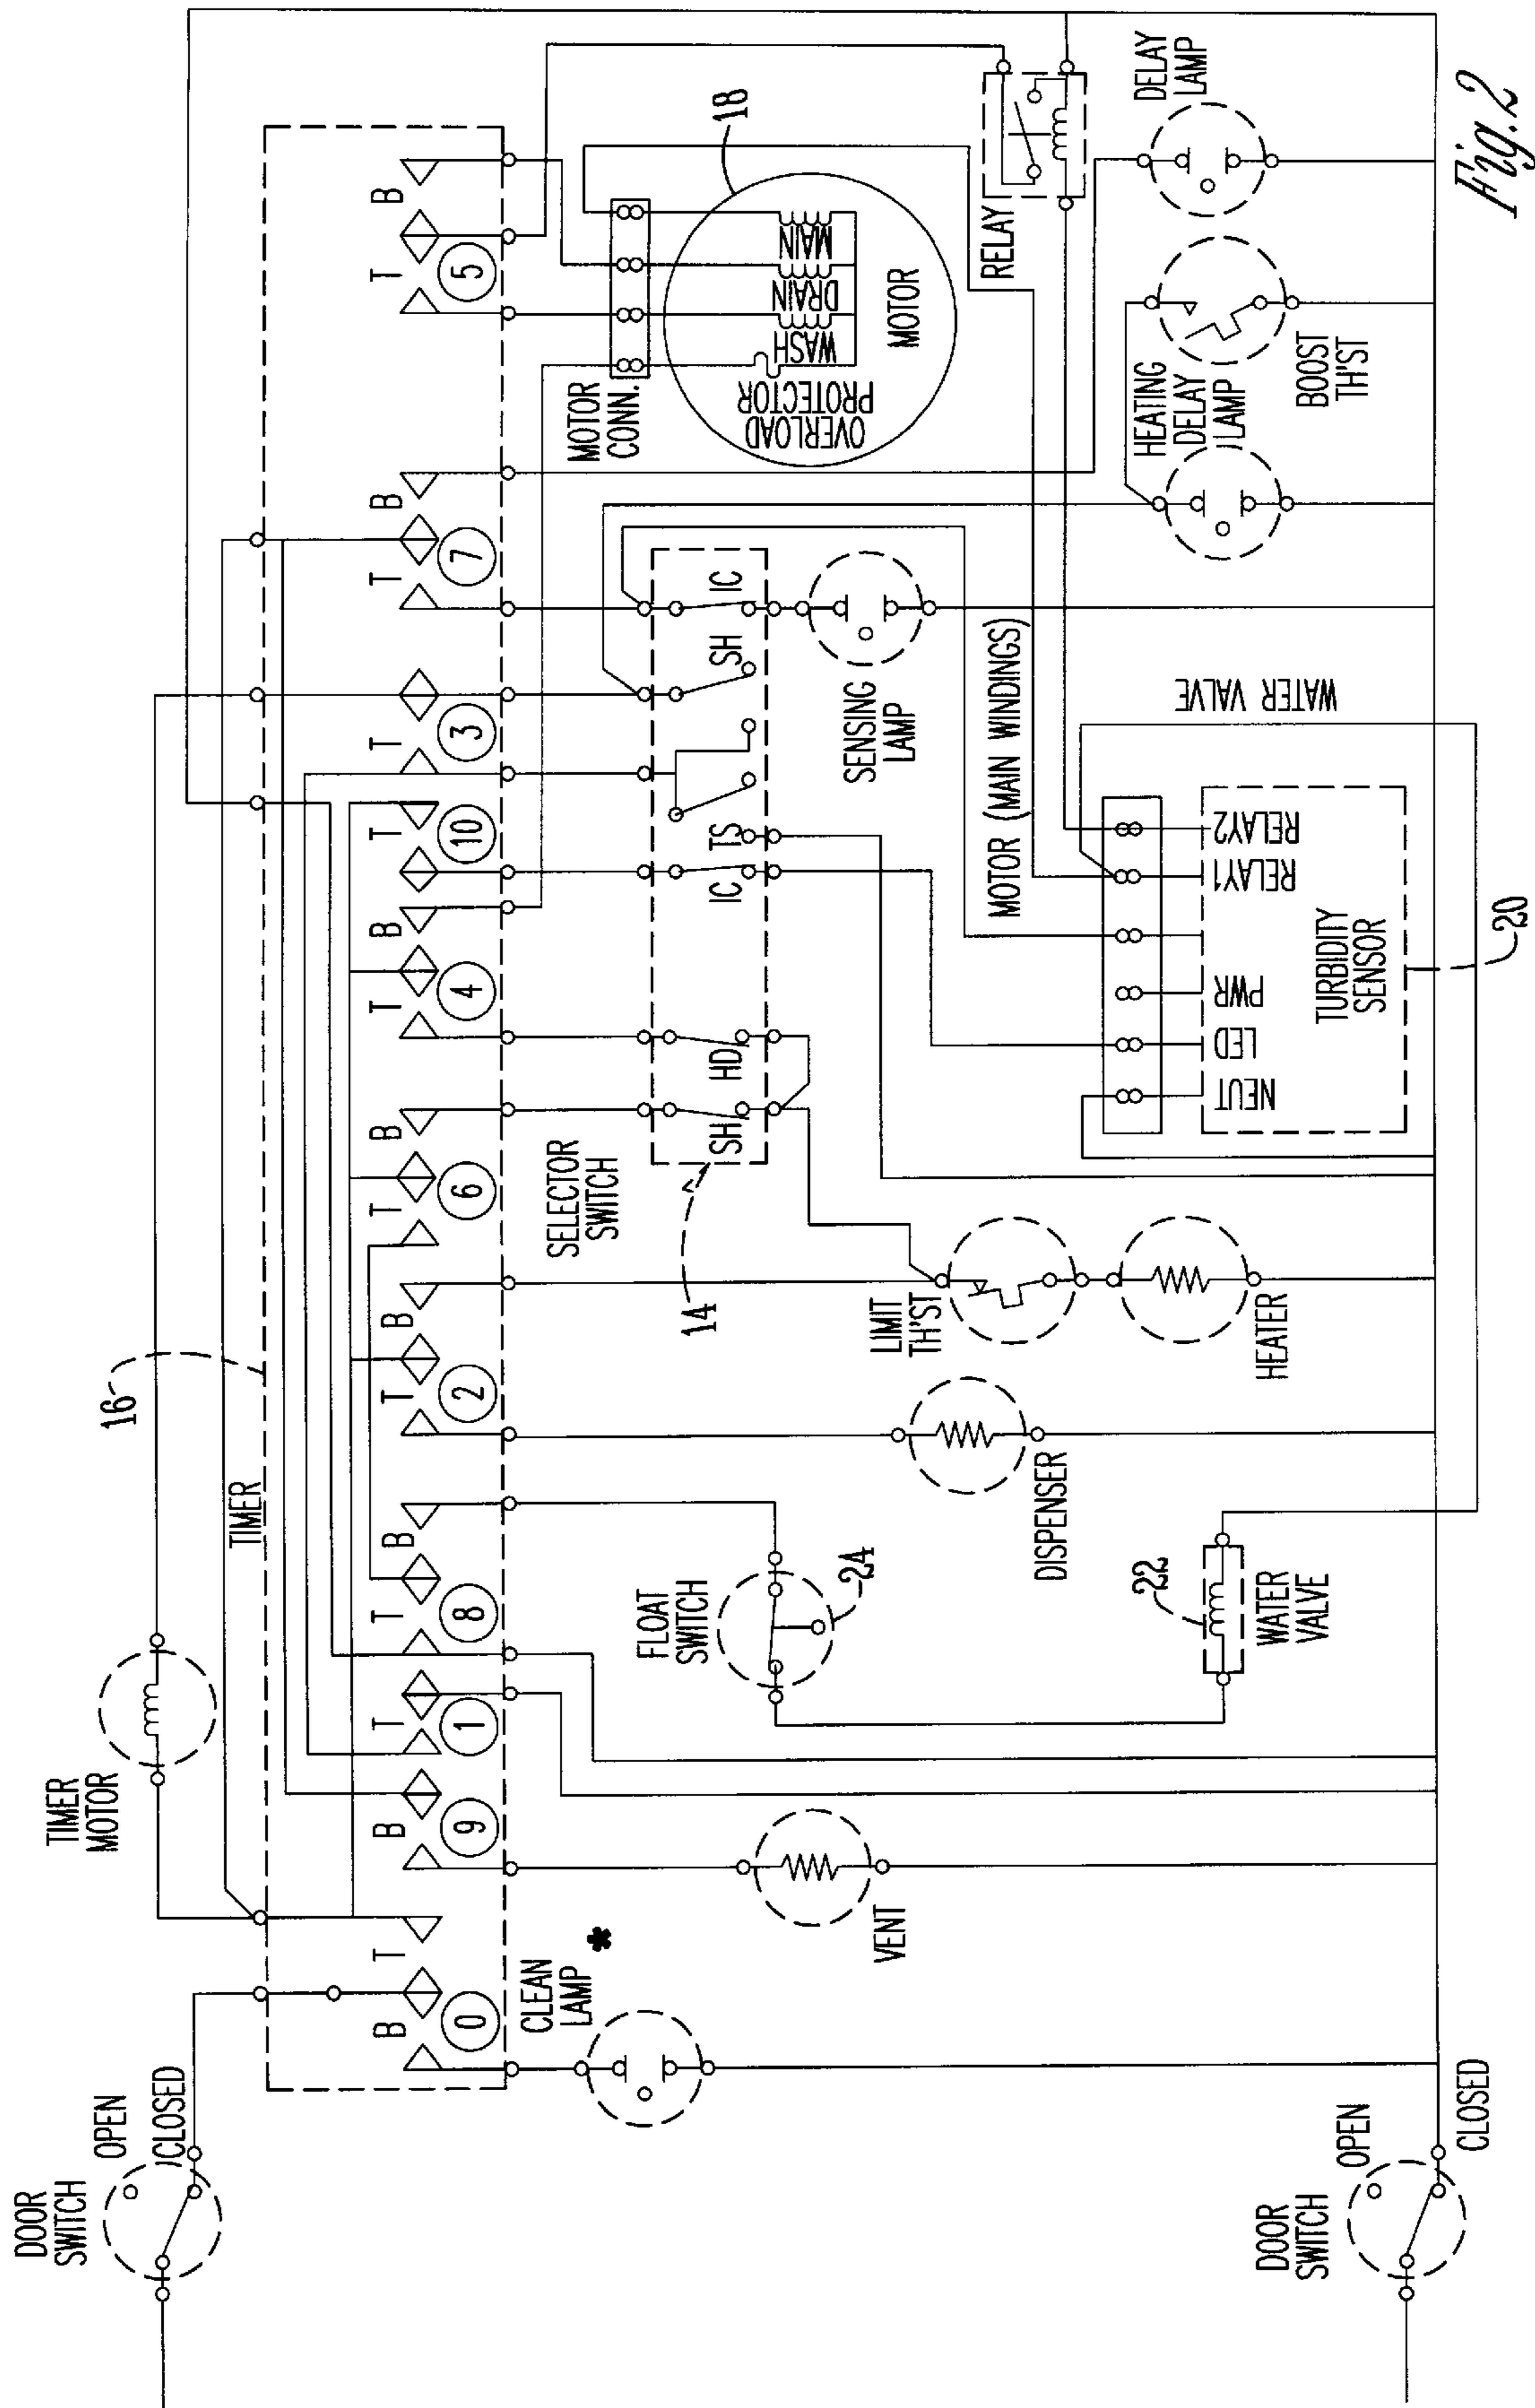 DOOR
SWITCH
OPEN
CLOSED
TIMER
MOTOR
TIMER
16
B
0
T
B
9
T
1
T
8
B
T
2
B
T
6
B
T
4
B
10
T
T
3
T
7
B
T
5
B
CLEAN
LAMP *
VENT
FLOAT
SWITCH
24
DISPENSER
22
WATER
VALVE
LIMIT
TH'ST
HEATER
SELECTOR
SWITCH
14
SH
HD
IC
TS
SH
IC
SENSING
LAMP
MOTOR
CONN.
OVERLOAD
PROTECTOR
WASH
DRAIN
MAIN
MOTOR
18
RELAY
DELAY
LAMP
HEATING
DELAY
LAMP
BOOST
TH'ST
MOTOR (MAIN WINDINGS)
WATER VALVE
NEUT
LED
PWR
RELAY1
RELAY2
TURBIDITY
SENSOR
20
DOOR
SWITCH
OPEN
CLOSED
Fig.2